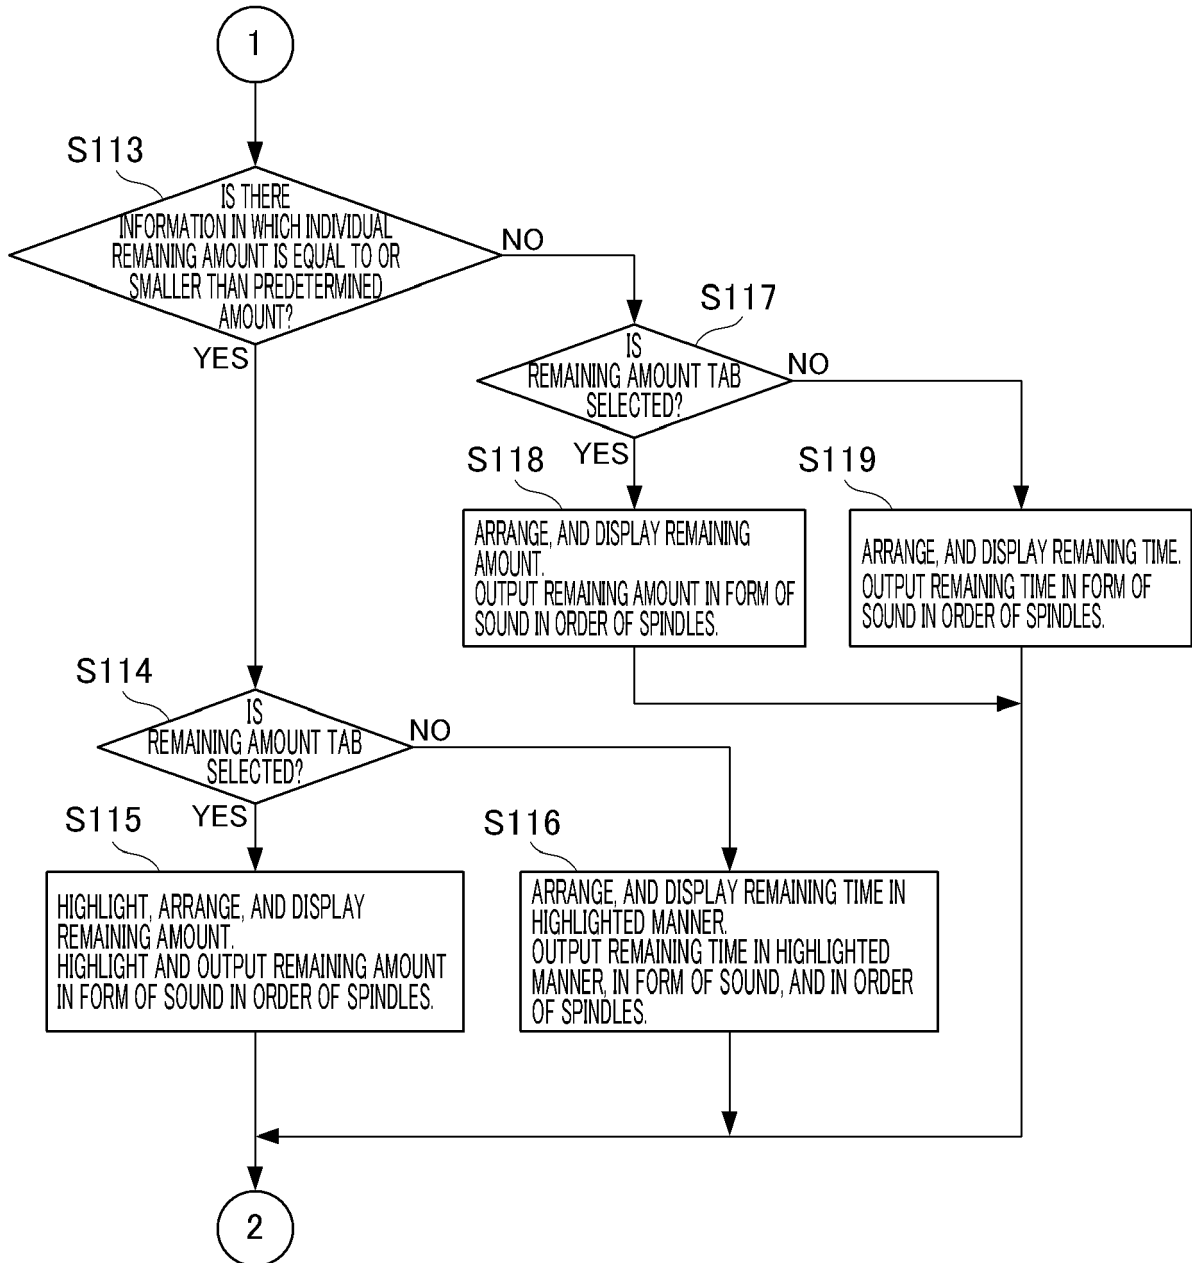 1
S113
IS THERE
INFORMATION IN WHICH INDIVIDUAL
REMAINING AMOUNT IS EQUAL TO OR
SMALLER THAN PREDETERMINED
AMOUNT?
NO
YES
S117
IS
REMAINING AMOUNT TAB
SELECTED?
NO
YES
S118
ARRANGE, AND DISPLAY REMAINING
AMOUNT.
OUTPUT REMAINING AMOUNT IN FORM OF
SOUND IN ORDER OF SPINDLES.
S119
ARRANGE, AND DISPLAY REMAINING TIME.
OUTPUT REMAINING TIME IN FORM OF
SOUND IN ORDER OF SPINDLES.
S114
IS
REMAINING AMOUNT TAB
SELECTED?
NO
YES
S115
HIGHLIGHT, ARRANGE, AND DISPLAY
REMAINING AMOUNT.
HIGHLIGHT AND OUTPUT REMAINING AMOUNT
IN FORM OF SOUND IN ORDER OF SPINDLES.
S116
ARRANGE, AND DISPLAY REMAINING TIME IN
HIGHLIGHTED MANNER.
OUTPUT REMAINING TIME IN HIGHLIGHTED
MANNER, IN FORM OF SOUND, AND IN ORDER
OF SPINDLES.
2